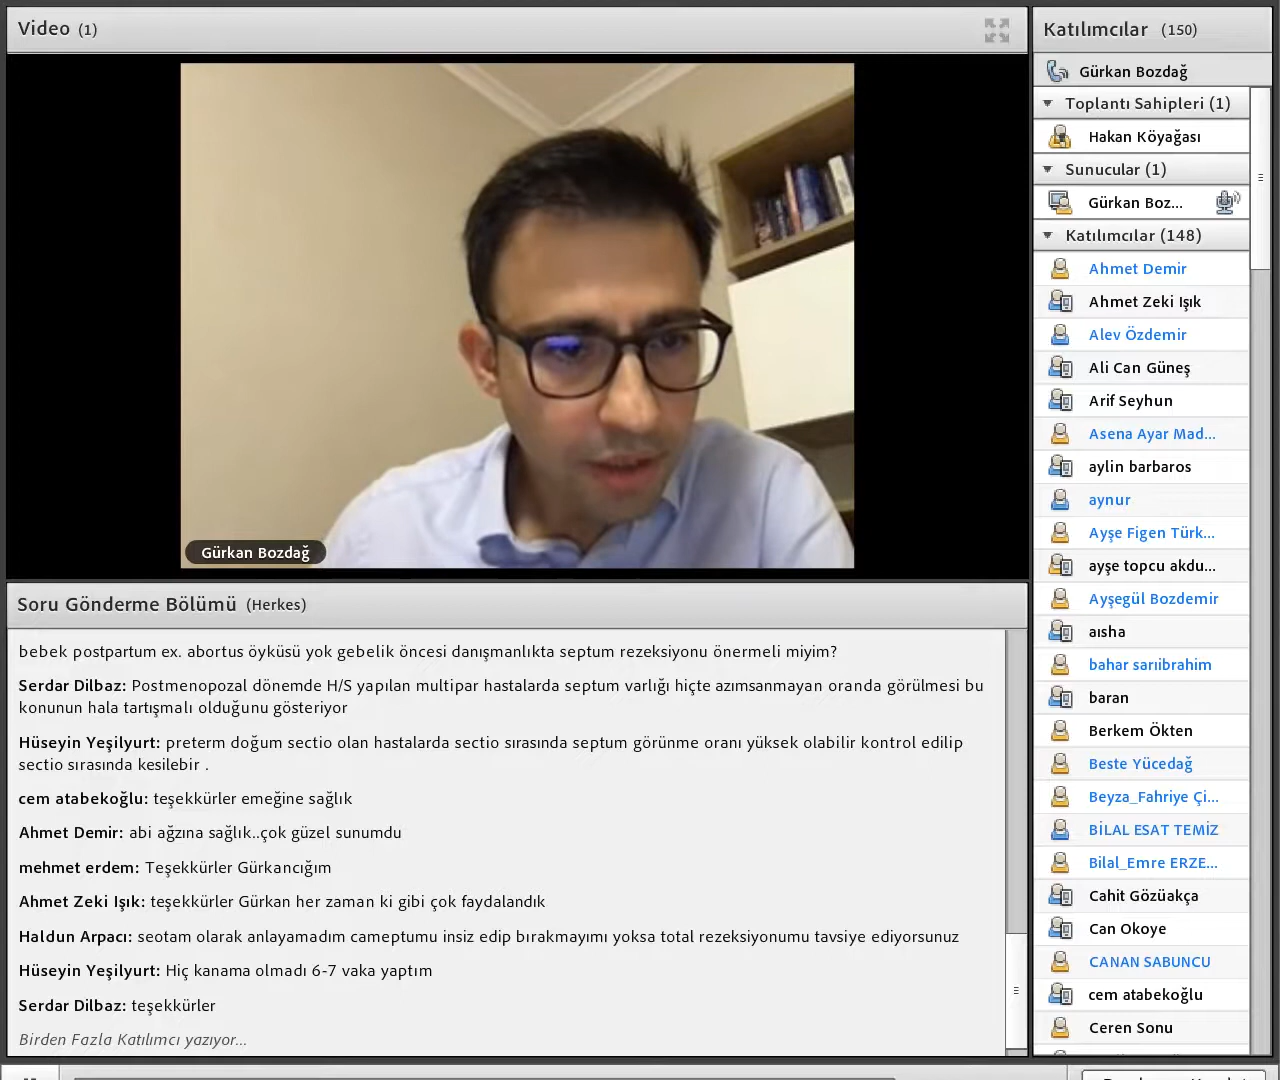 Video (1)
Gürkan Bozdağ
Soru Gönderme Bölümü (Herkes)
bebek postpartum ex. abortus öyküsü yok gebelik öncesi danışmanlıkta septum rezeksiyonu önermeli miyim?
Serdar Dilbaz: Postmenopozal dönemde H/S yapılan multipar hastalarda septum varlığı hiçte azımsanmayan oranda görülmesi bu
konunun hala tartışmalı olduğunu gösteriyor
Hüseyin Yeşilyurt: preterm doğum sectio olan hastalarda sectio sırasında septum görünme oranı yüksek olabilir kontrol edilip
sectio sırasında kesilebir .
cem atabekoğlu: teşekkürler emeğine sağlık
Ahmet Demir: abi ağzına sağlık..çok güzel sunumdu
mehmet erdem: Teşekkürler Gürkancığım
Ahmet Zeki Işık: teşekkürler Gürkan her zaman ki gibi çok faydalandık
Haldun Arpacı: seotam olarak anlayamadım cameptumu insiz edip bırakmayımı yoksa total rezeksiyonumu tavsiye ediyorsunuz
Hüseyin Yeşilyurt: Hiç kanama olmadı 6-7 vaka yaptım
Serdar Dilbaz: teşekkürler
Birden Fazla Katılımcı yazıyor...
Katılımcılar (150)
Gürkan Bozdağ
Toplantı Sahipleri (1)
Hakan Köyağası
Sunucular (1)
Gürkan Boz...
Katılımcılar (148)
Ahmet Demir
Ahmet Zeki Işık
Alev Özdemir
Ali Can Güneş
Arif Seyhun
Asena Ayar Mad...
aylin barbaros
aynur
Ayşe Figen Türk...
ayşe topcu akdu...
Ayşegül Bozdemir
aısha
bahar sarıibrahim
baran
Berkem Ökten
Beste Yücedağ
Beyza_Fahriye Çi...
BİLAL ESAT TEMİZ
Bilal_Emre ERZE...
Cahit Gözüakça
Can Okoye
CANAN SABUNCU
cem atabekoğlu
Ceren Sonu